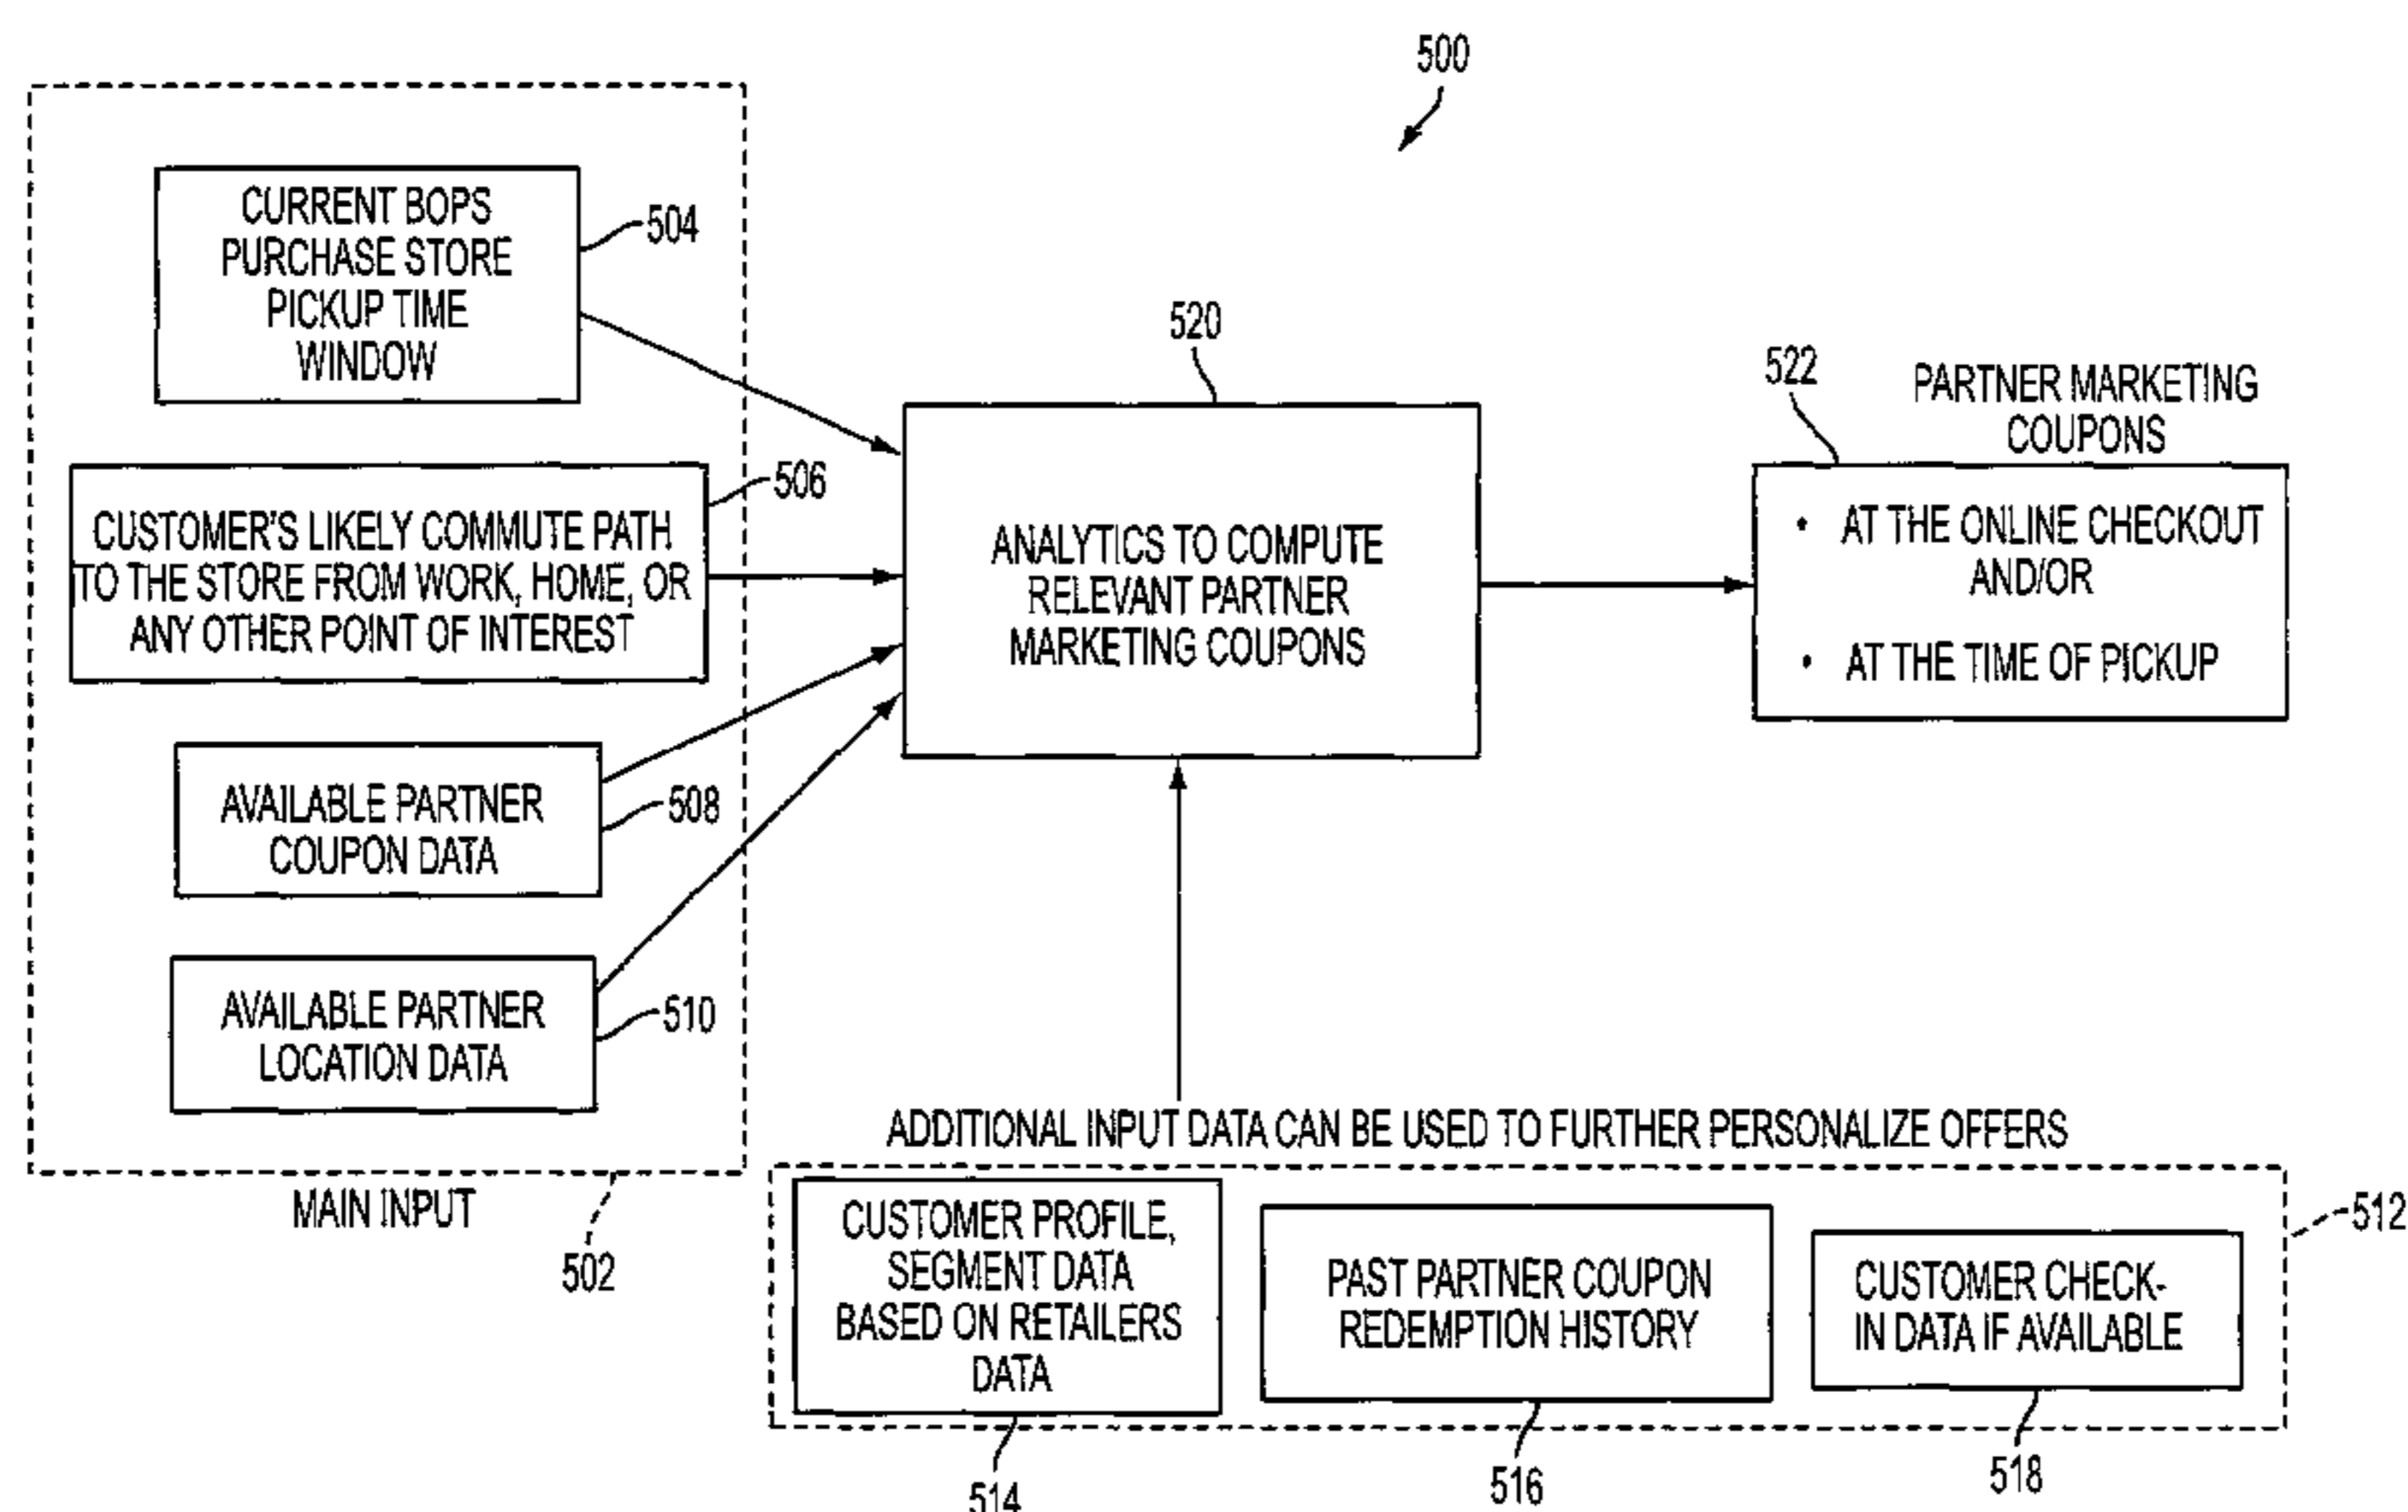 500
CURRENT BOPS
PURCHASE STORE
PICKUP TIME
WINDOW
504
CUSTOMER'S LIKELY COMMUTE PATH
TO THE STORE FROM WORK, HOME, OR
ANY OTHER POINT OF INTEREST
506
AVAILABLE PARTNER
COUPON DATA
508
AVAILABLE PARTNER
LOCATION DATA
510
MAIN INPUT
502
520
ANALYTICS TO COMPUTE
RELEVANT PARTNER
MARKETING COUPONS
522
PARTNER MARKETING
COUPONS
• AT THE ONLINE CHECKOUT
AND/OR
• AT THE TIME OF PICKUP
ADDITIONAL INPUT DATA CAN BE USED TO FURTHER PERSONALIZE OFFERS
512
CUSTOMER PROFILE,
SEGMENT DATA
BASED ON RETAILERS
DATA
514
PAST PARTNER COUPON
REDEMPTION HISTORY
516
CUSTOMER CHECK-
IN DATA IF AVAILABLE
518